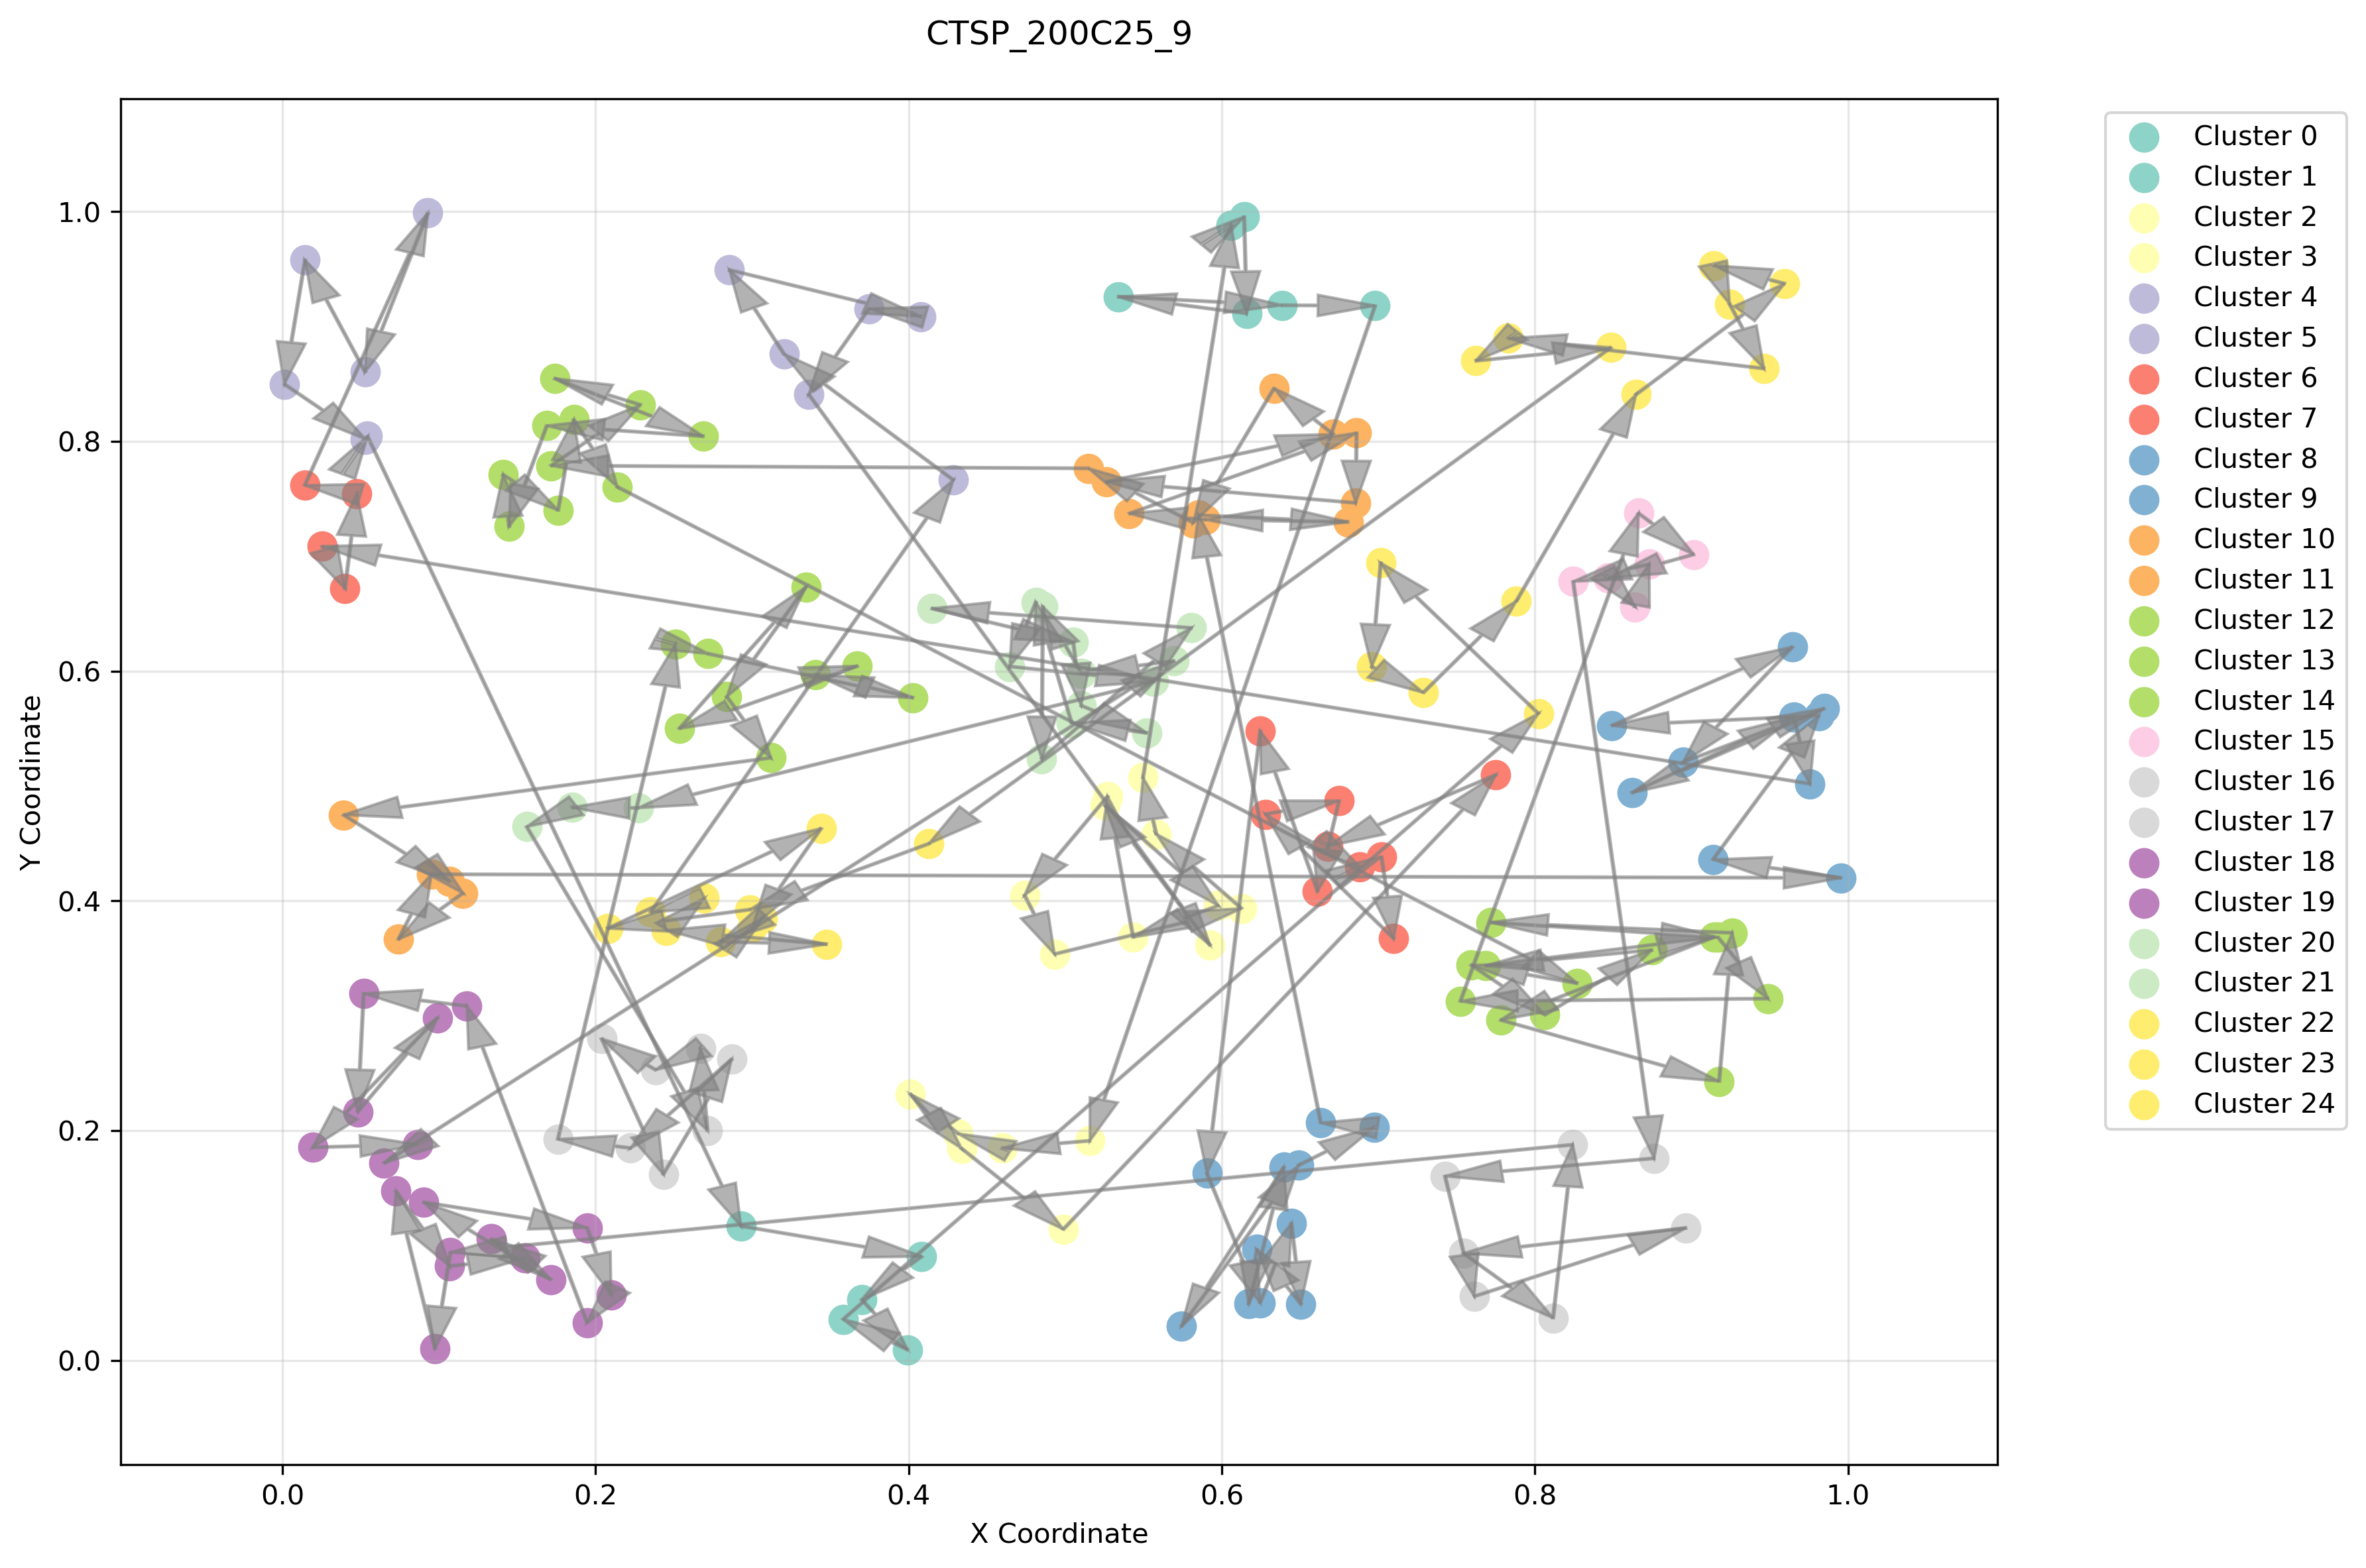 CTSP_200C25_9
1.0
0.8
0.6
0.4
0.2
0.0
Y Coordinate
0.0 0.2 0.4 0.6 0.8 1.0
X Coordinate
Cluster 0
Cluster 1
Cluster 2
Cluster 3
Cluster 4
Cluster 5
Cluster 6
Cluster 7
Cluster 8
Cluster 9
Cluster 10
Cluster 11
Cluster 12
Cluster 13
Cluster 14
Cluster 15
Cluster 16
Cluster 17
Cluster 18
Cluster 19
Cluster 20
Cluster 21
Cluster 22
Cluster 23
Cluster 24